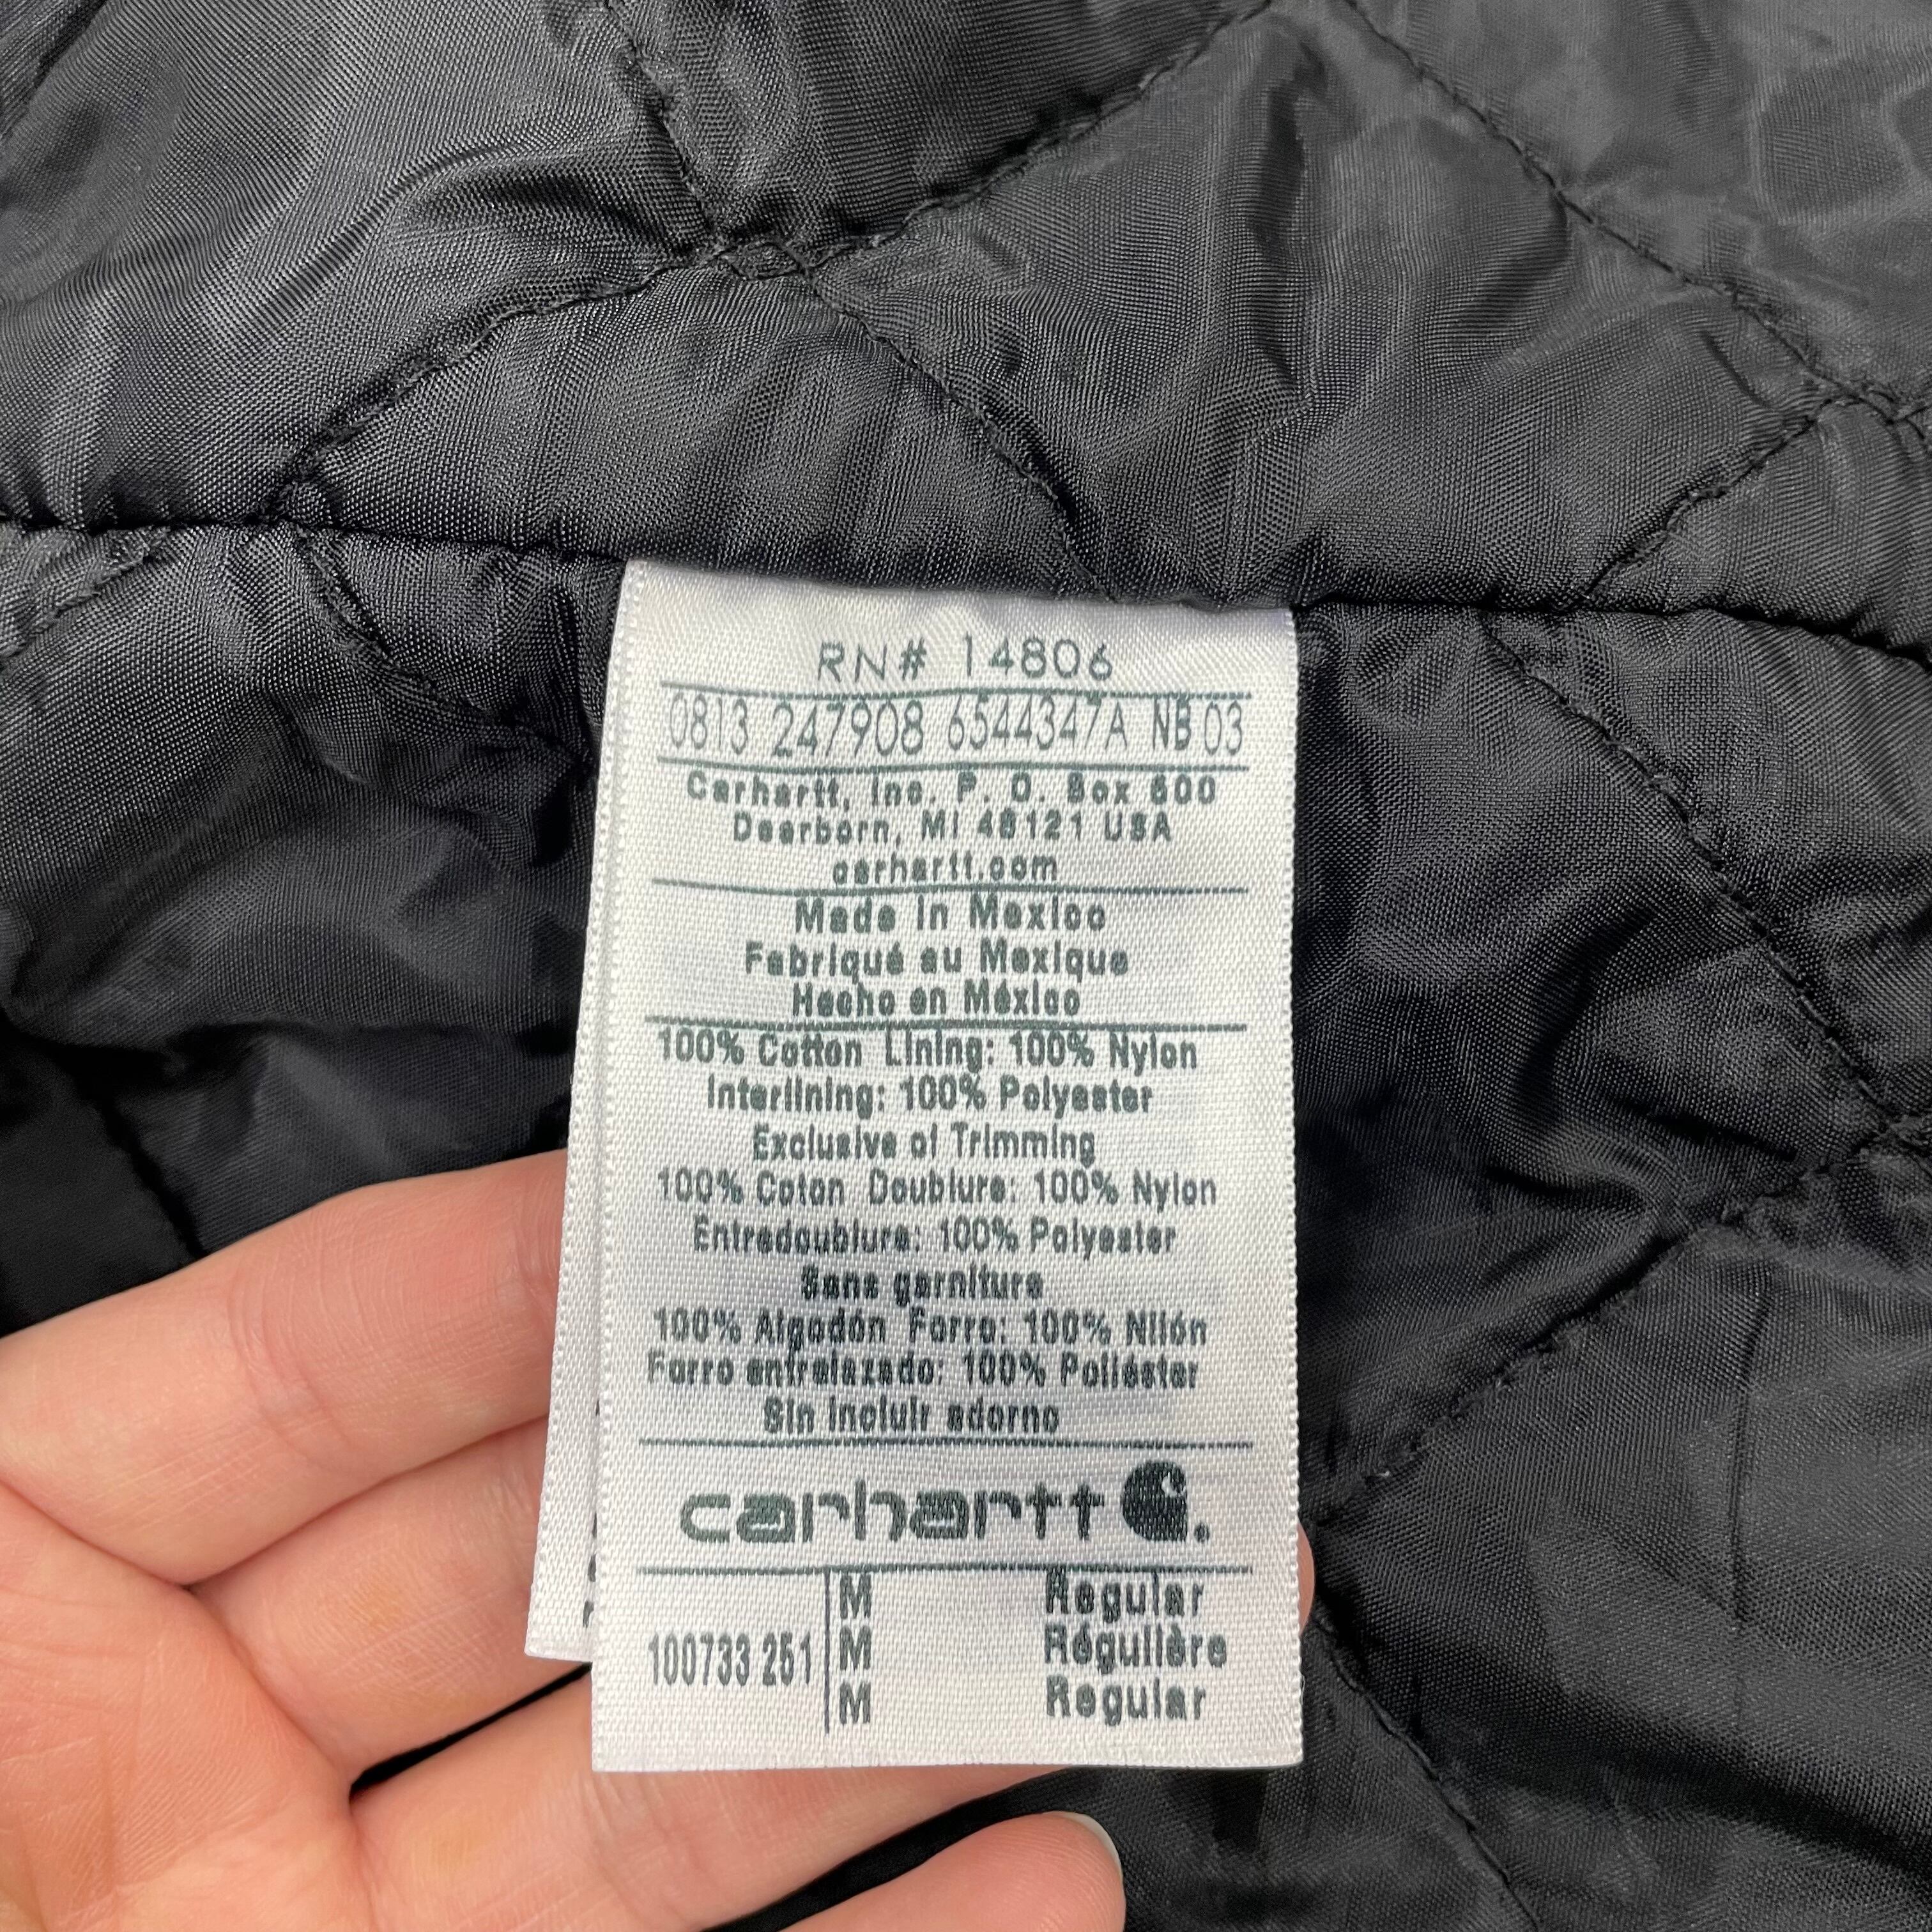 RN# 14806
0813 247908 6544347A NB 03
Carhartt, Inc. P. O. Box 600
Dearborn, MI 48121 USA
carhartt.com
Made in Mexico
Fabriqué au Mexique
Hecho en México
100% Cotton Lining: 100% Nylon
Interlining: 100% Polyester
Exclusive of Trimming
100% Coton Doublure: 100% Nylon
Entredoublure: 100% Polyester
Sans garniture
100% Algodón Forro: 100% Nilón
Forro entrelazado: 100% Poliéster
Sin incluir adorno
carhartt
M Regular
100733 251 M Régulière
M Regular